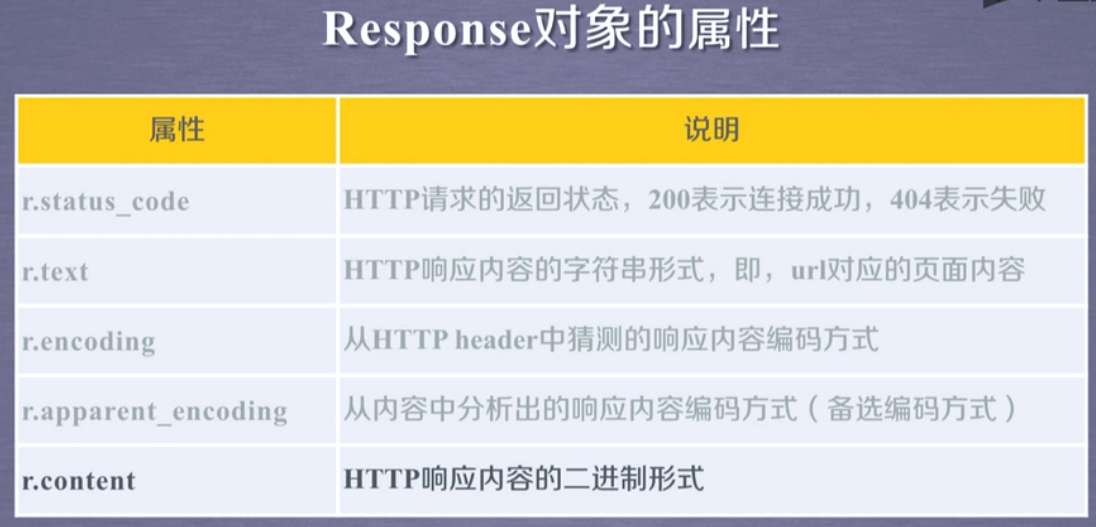 Response对象的属性
属性 说明
r.status_code HTTP请求的返回状态，200表示连接成功，404表示失败
r.text HTTP响应内容的字符串形式，即，url对应的页面内容
r.encoding 从HTTP header中猜测的响应内容编码方式
r.apparent_encoding 从内容中分析出的响应内容编码方式（备选编码方式）
r.content HTTP响应内容的二进制形式